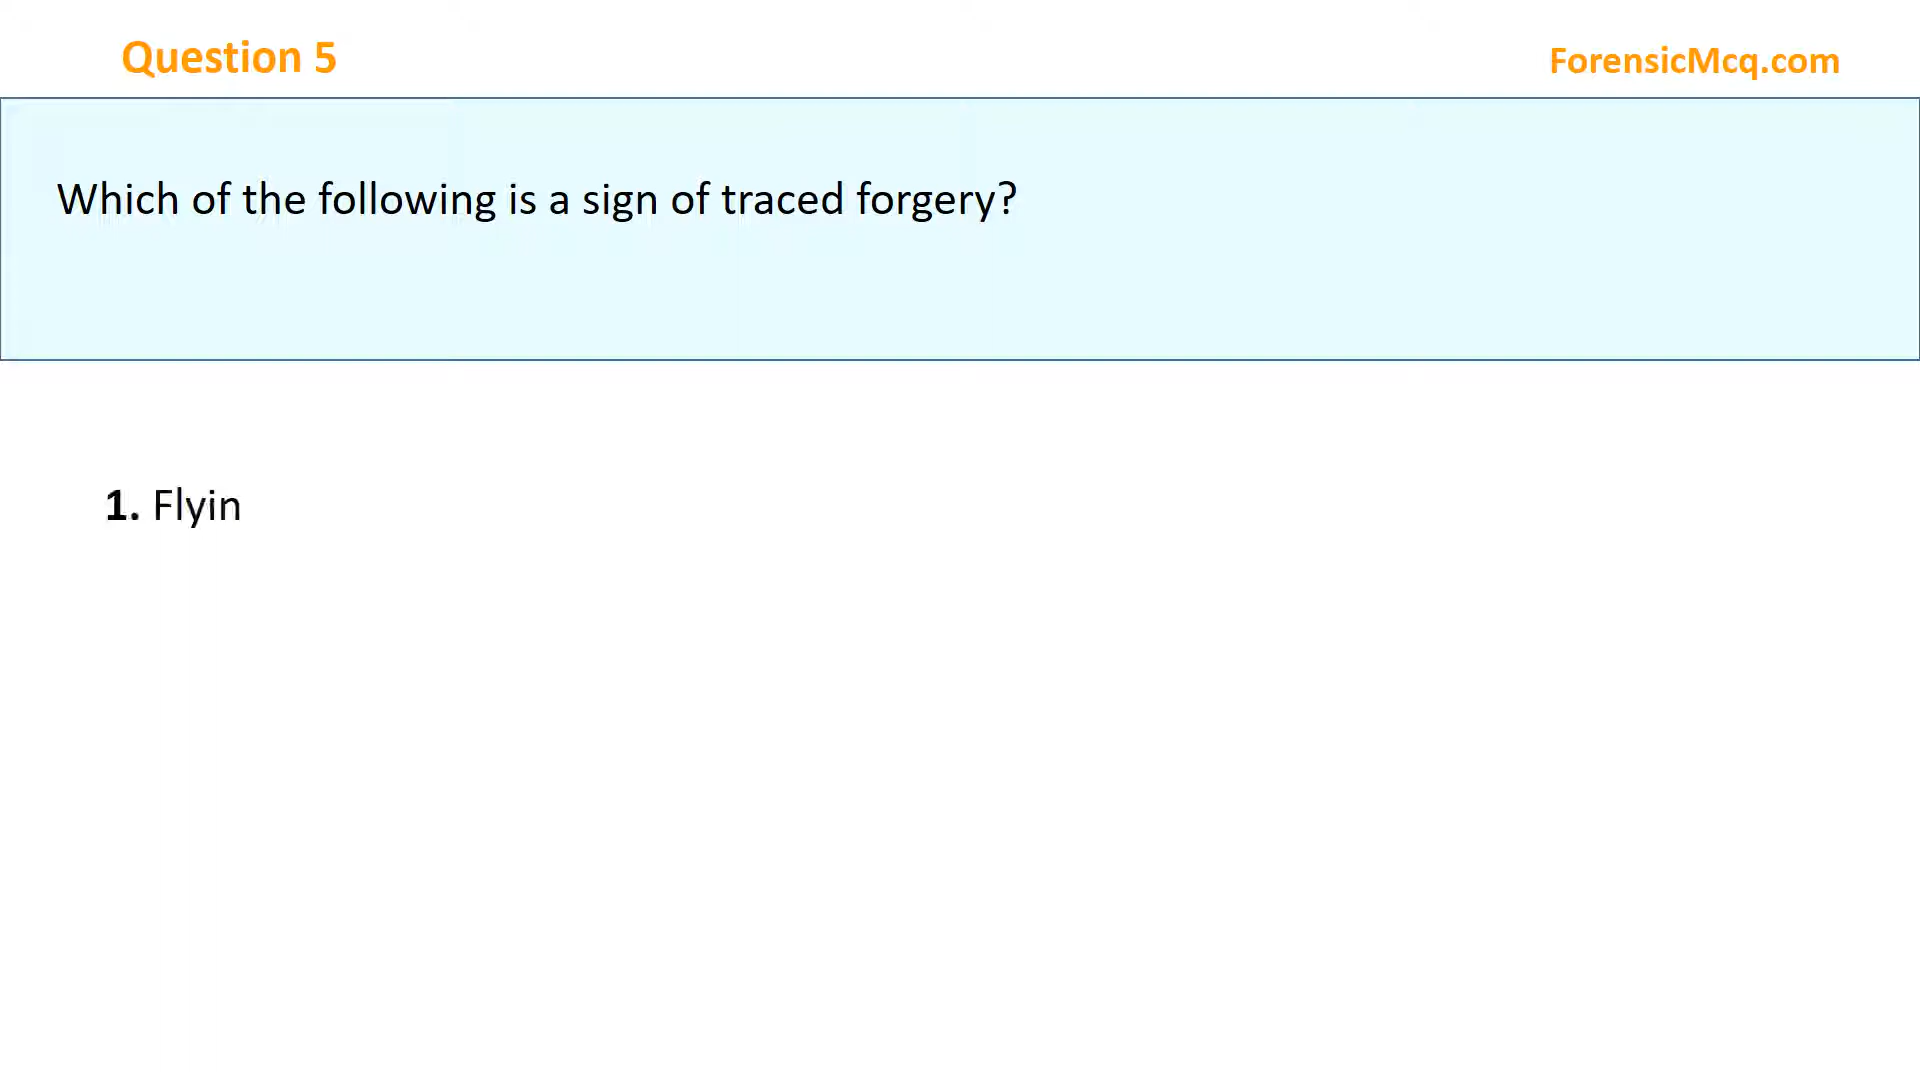 Question 5
ForensicMcq.com
Which of the following is a sign of traced forgery?
1. Flyin